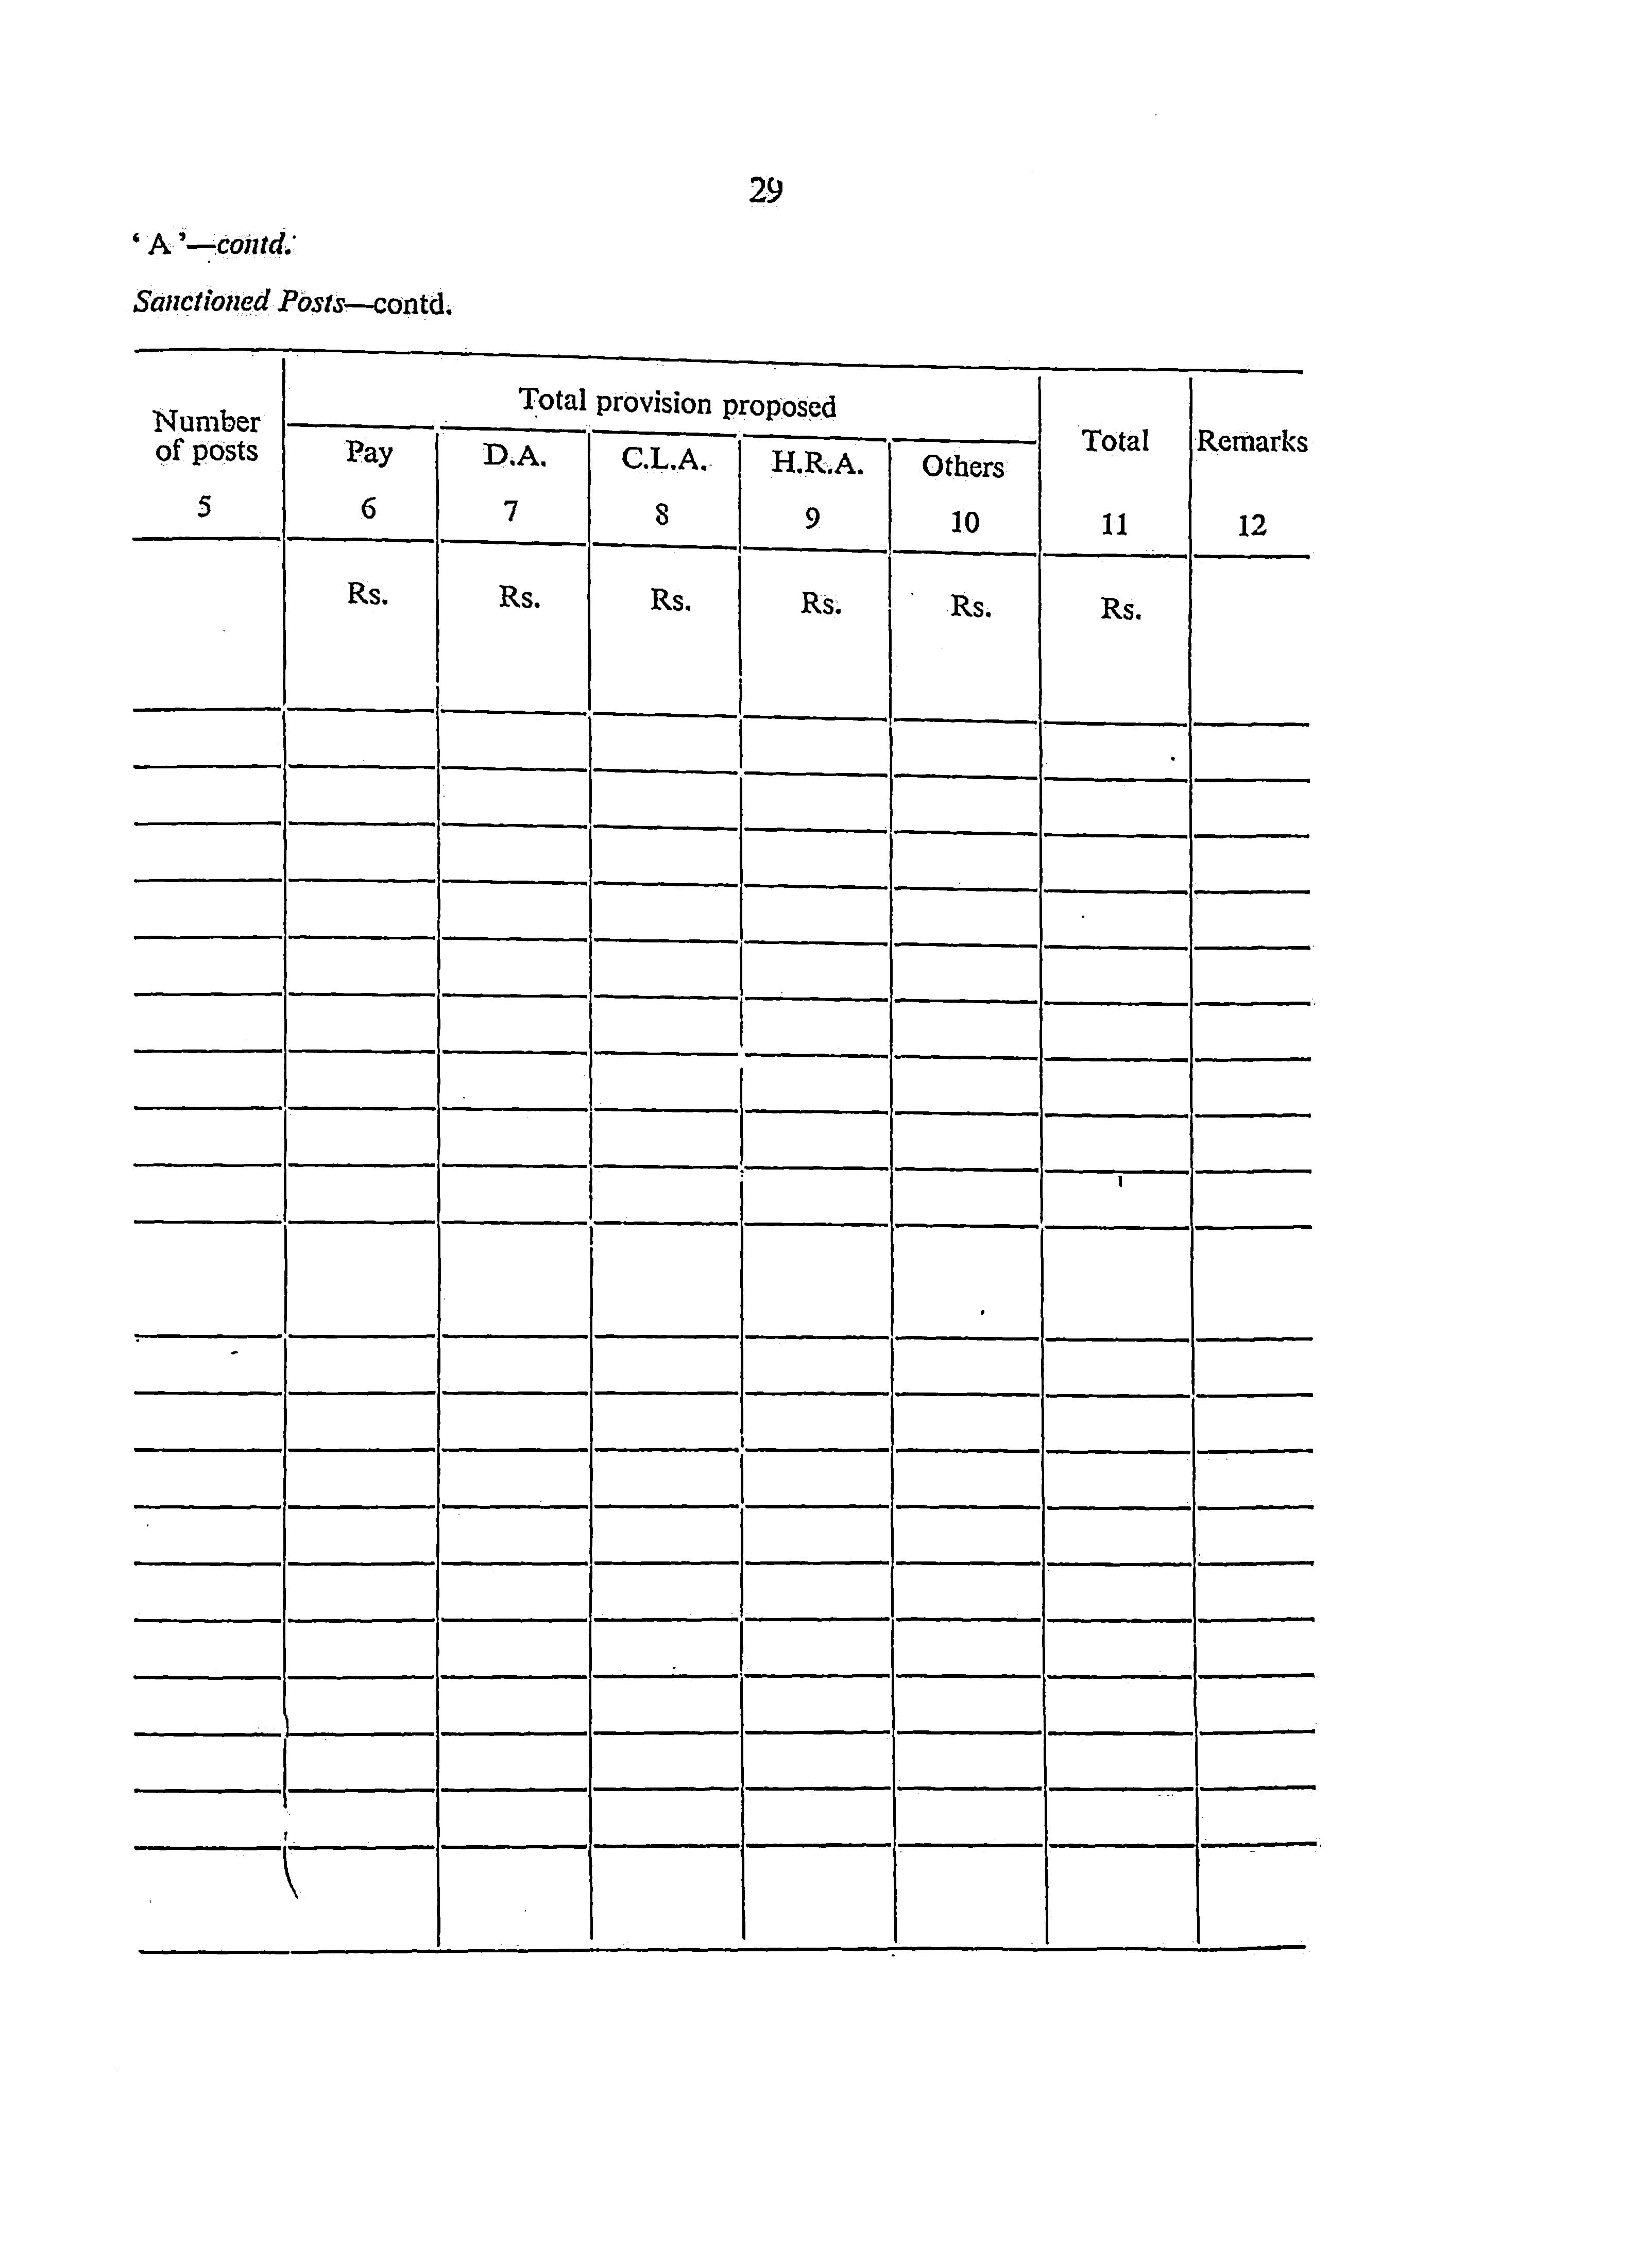 29
‘ A ’—contd.
Sanctioned Posts—contd.
Total provision proposed
Number of posts Pay D.A. C.L.A. H.R.A. Others Total Remarks
5 6 7 8 9 10 11 12
Rs. Rs. Rs. Rs. Rs. Rs.